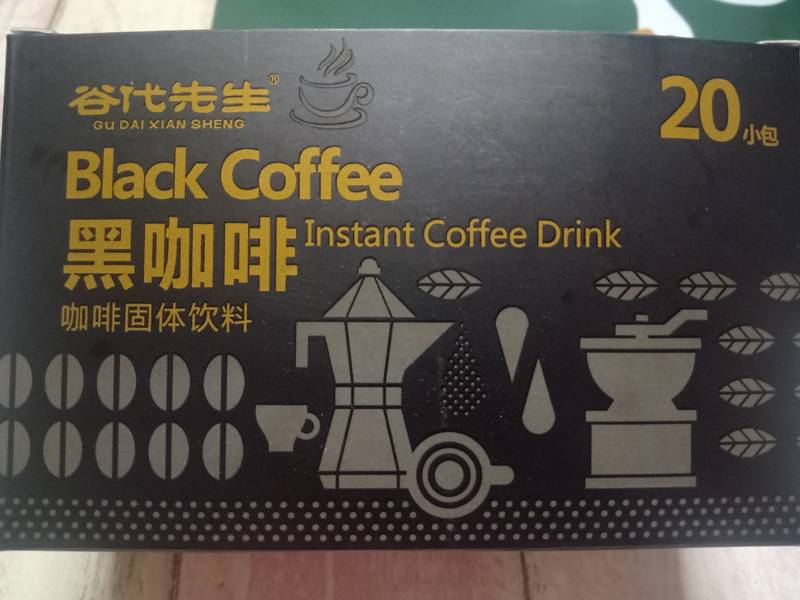 谷代先生®
GU DAI XIAN SHENG
20小包
Black Coffee
黑咖啡 Instant Coffee Drink
咖啡固体饮料